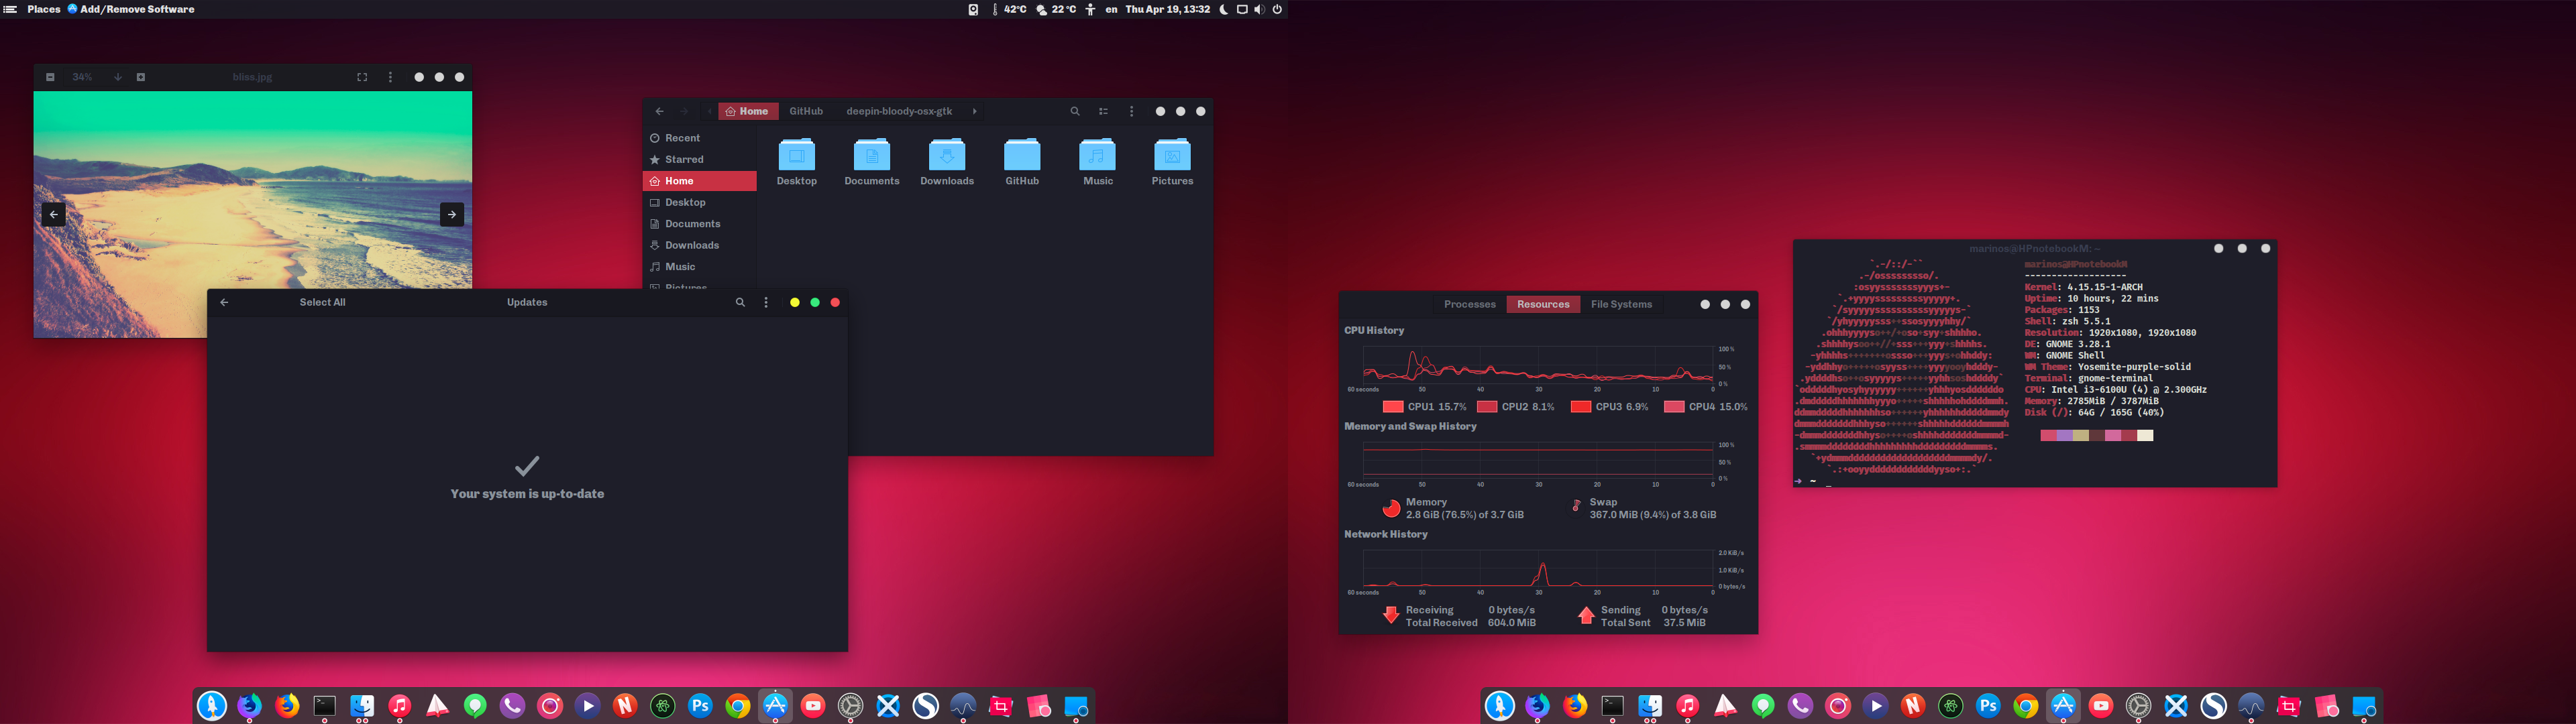 Places Add/Remove Software
42°C 22 °C en Thu Apr 19, 13:32
34% bliss.jpg
Home GitHub deepin-bloody-osx-gtk
Recent
Starred
Home
Desktop
Documents
Downloads
Music
Pictures
Desktop Documents Downloads GitHub Music Pictures
Select All Updates
Your system is up-to-date
Processes Resources File Systems
CPU History
100 %
50 %
0 %
60 seconds 50 40 30 20 10 0
CPU1 15.7% CPU2 8.1% CPU3 6.9% CPU4 15.0%
Memory and Swap History
100 %
50 %
0 %
60 seconds 50 40 30 20 10 0
Memory
2.8 GiB (76.5%) of 3.7 GiB
Swap
367.0 MiB (9.4%) of 3.8 GiB
Network History
2.0 KiB/s
1.0 KiB/s
0 bytes/s
60 seconds 50 40 30 20 10 0
Receiving 0 bytes/s
Total Received 604.0 MiB
Sending 0 bytes/s
Total Sent 37.5 MiB
marinos@HPnotebookM: ~
marinos@HPnotebookM
-------------------
Kernel: 4.15.15-1-ARCH
Uptime: 10 hours, 22 mins
Packages: 1153
Shell: zsh 5.5.1
Resolution: 1920x1080, 1920x1080
DE: GNOME 3.28.1
WM: GNOME Shell
WM Theme: Yosemite-purple-solid
Terminal: gnome-terminal
CPU: Intel i3-6100U (4) @ 2.300GHz
Memory: 2785MiB / 3787MiB
Disk (/): 64G / 165G (40%)
→ ~ _
Ps
Ps